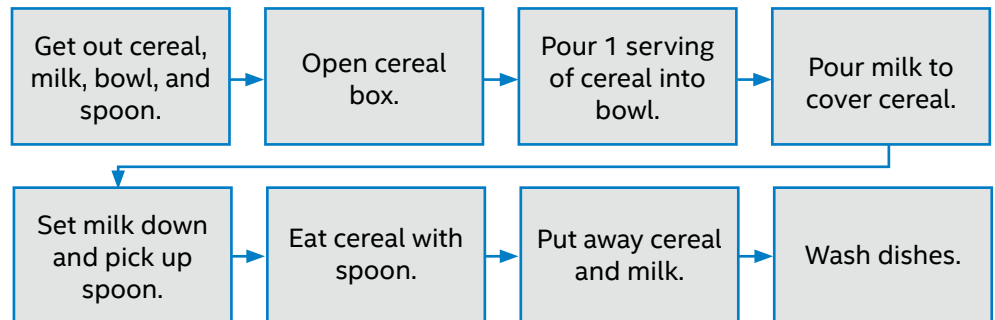 Get out cereal,
milk, bowl, and
spoon.
Open cereal
box.
Pour 1 serving
of cereal into
bowl.
Pour milk to
cover cereal.
Set milk down
and pick up
spoon.
Eat cereal with
spoon.
Put away cereal
and milk.
Wash dishes.